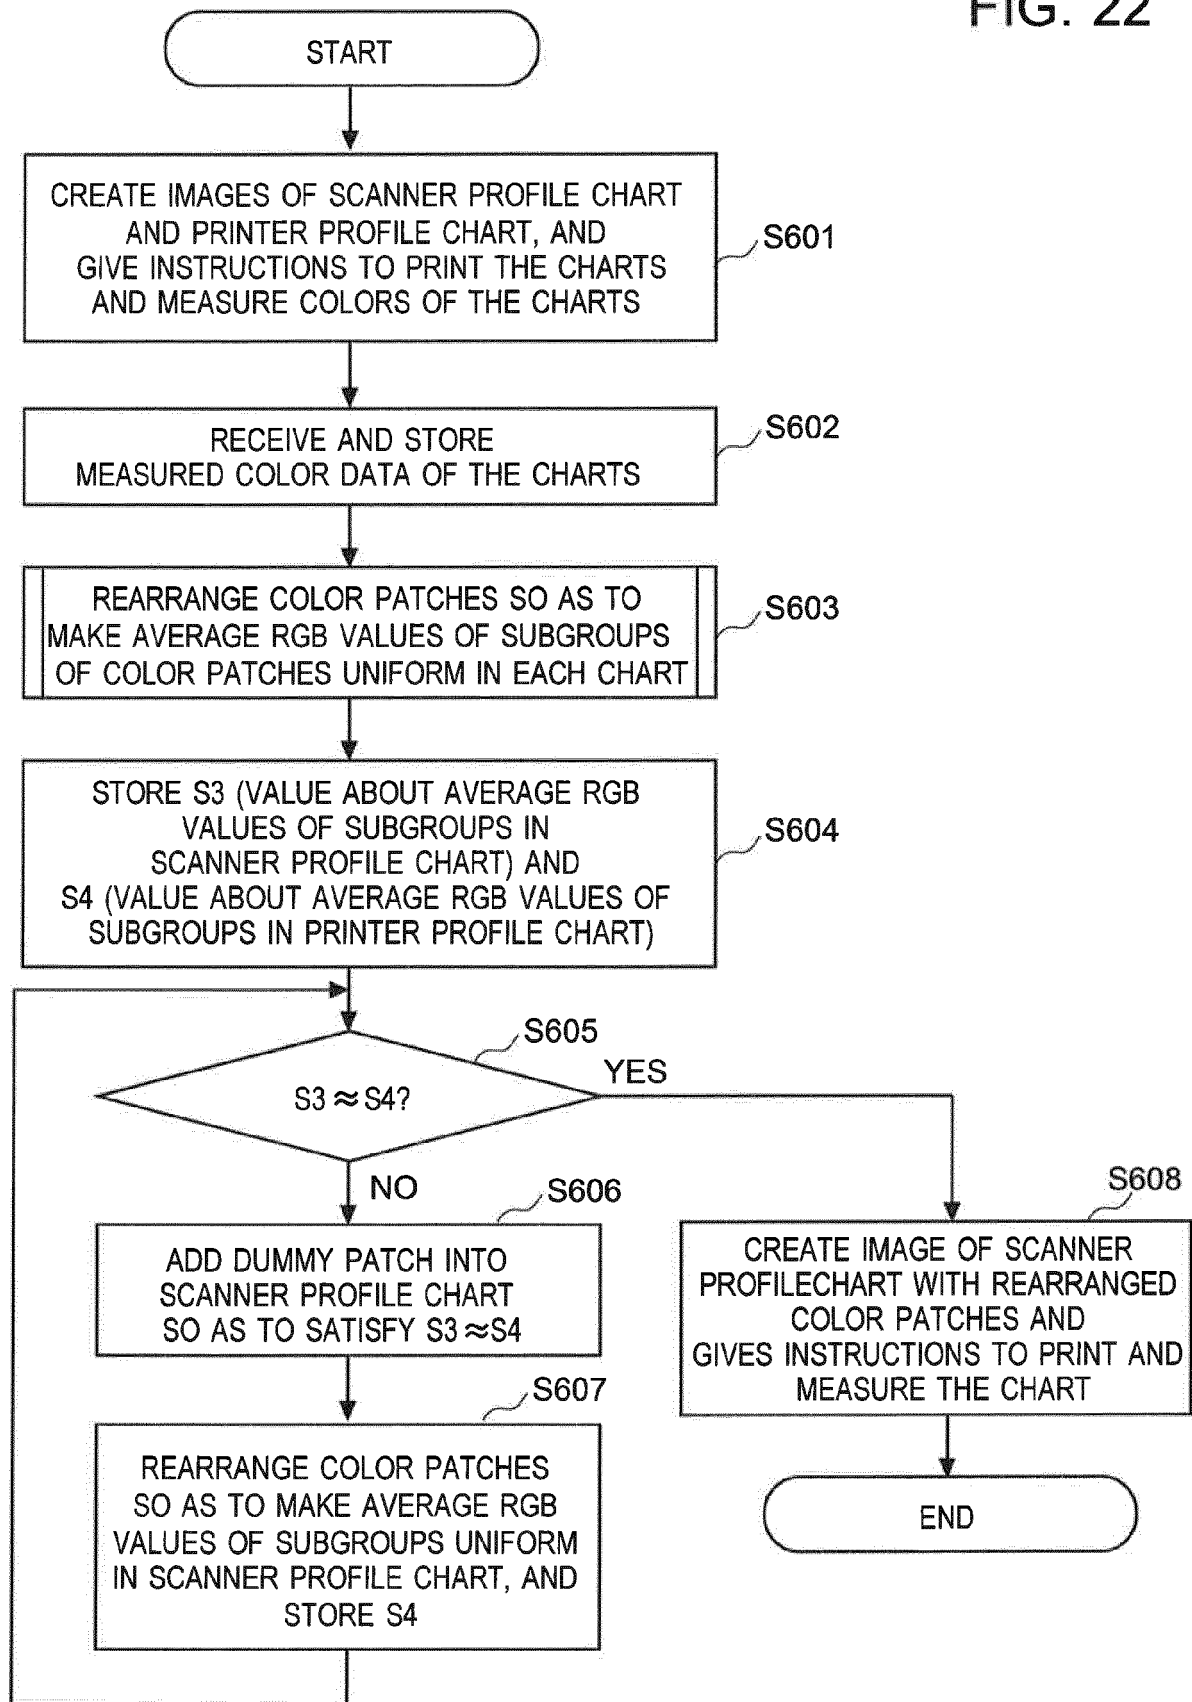 FIG. 22
START
CREATE IMAGES OF SCANNER PROFILE CHART
AND PRINTER PROFILE CHART, AND
GIVE INSTRUCTIONS TO PRINT THE CHARTS
AND MEASURE COLORS OF THE CHARTS
S601
RECEIVE AND STORE
MEASURED COLOR DATA OF THE CHARTS
S602
REARRANGE COLOR PATCHES SO AS TO
MAKE AVERAGE RGB VALUES OF SUBGROUPS
OF COLOR PATCHES UNIFORM IN EACH CHART
S603
STORE S3 (VALUE ABOUT AVERAGE RGB
VALUES OF SUBGROUPS IN
SCANNER PROFILE CHART) AND
S4 (VALUE ABOUT AVERAGE RGB VALUES OF
SUBGROUPS IN PRINTER PROFILE CHART)
S604
S605
S3 ≈ S4?
YES
NO
S606
ADD DUMMY PATCH INTO
SCANNER PROFILE CHART
SO AS TO SATISFY S3≈S4
S607
REARRANGE COLOR PATCHES
SO AS TO MAKE AVERAGE RGB
VALUES OF SUBGROUPS UNIFORM
IN SCANNER PROFILE CHART, AND
STORE S4
S608
CREATE IMAGE OF SCANNER
PROFILECHART WITH REARRANGED
COLOR PATCHES AND
GIVES INSTRUCTIONS TO PRINT AND
MEASURE THE CHART
END